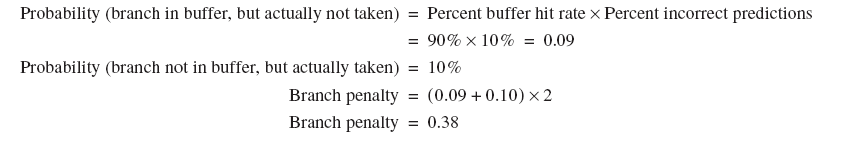 Probability (branch in buffer, but actually not taken) = Percent buffer hit rate × Percent incorrect predictions
= 90% × 10% = 0.09
Probability (branch not in buffer, but actually taken) = 10%
Branch penalty = (0.09 + 0.10) × 2
Branch penalty = 0.38